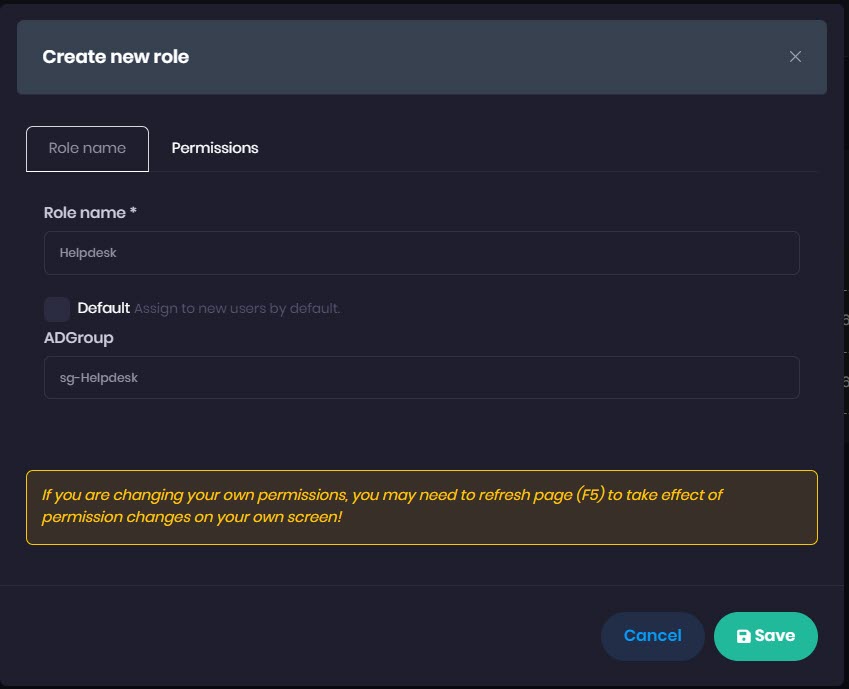 Create new role
Role name
Permissions
Role name *
Helpdesk
Default Assign to new users by default.
ADGroup
sg-Helpdesk
If you are changing your own permissions, you may need to refresh page (F5) to take effect of
permission changes on your own screen!
Cancel
Save